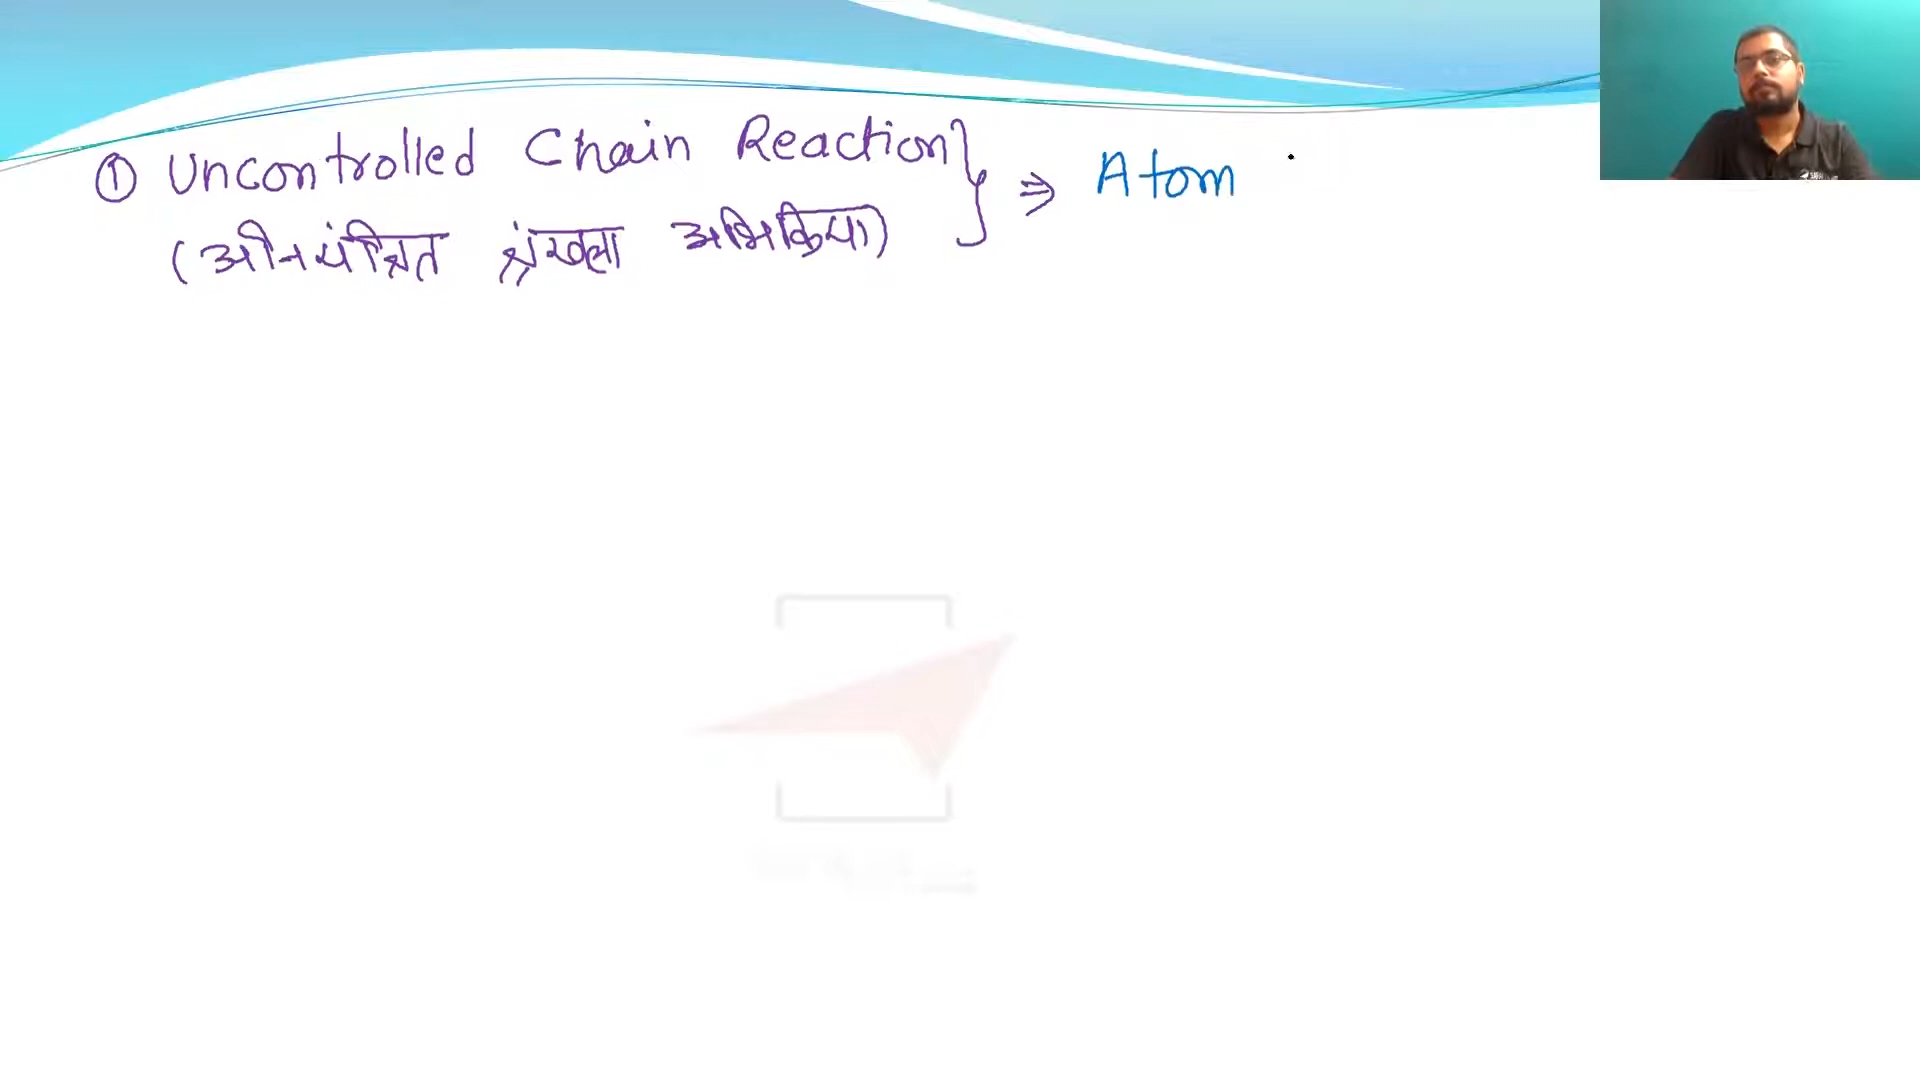 ① Uncontrolled Chain Reaction } ⇒ Atom
(अनियंत्रित श्रृंखला अभिक्रिया)